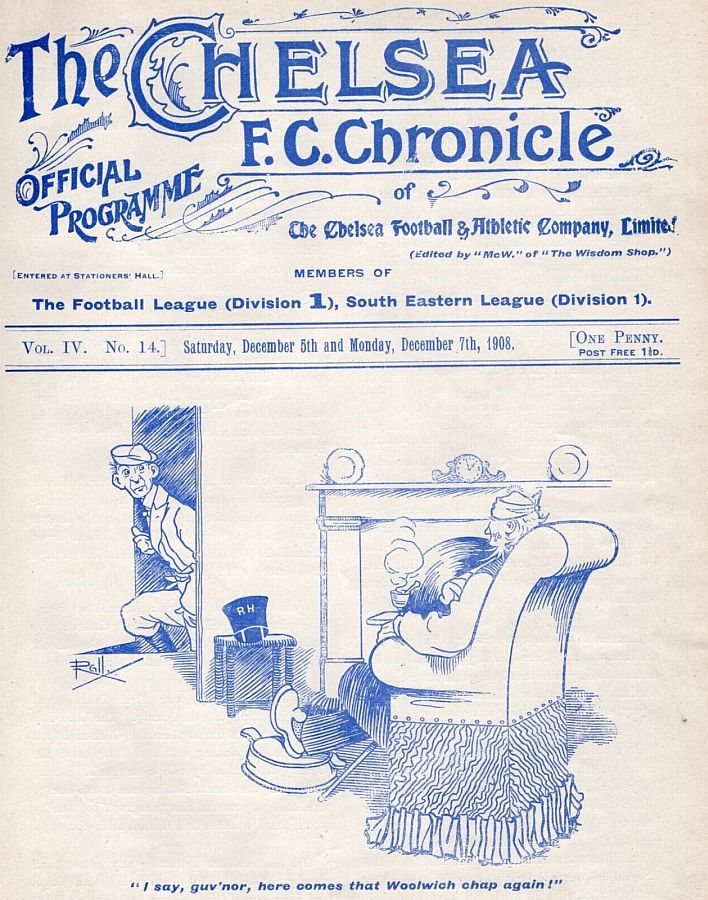 The Chelsea
F.C. Chronicle
Official
Programme
of
The Chelsea Football & Athletic Company, Limited
(Edited by "McW." of "The Wisdom Shop.")
[Entered at Stationers' Hall.]
MEMBERS OF
The Football League (Division 1), South Eastern League (Division 1).
Vol. IV. No. 14.] Saturday, December 5th and Monday, December 7th, 1908. [One Penny.
Post Free 1½D.
RH
"I say, guv'nor, here comes that Woolwich chap again!"